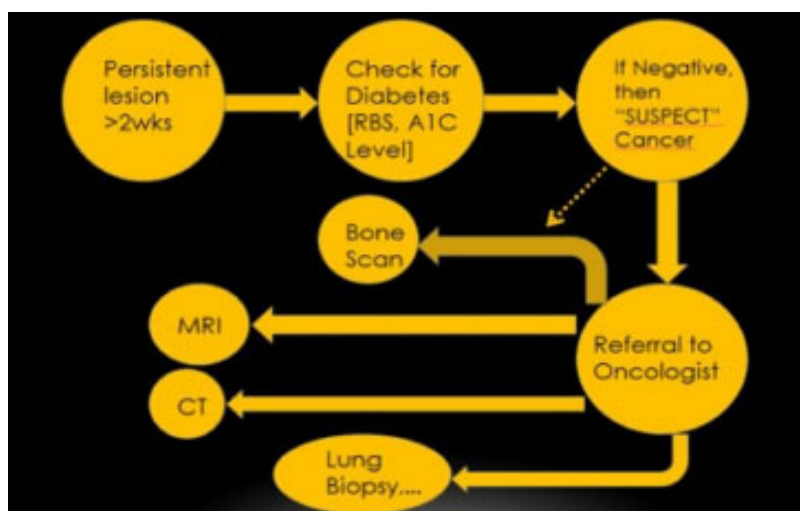 Persistent
lesion
>2wks
Check for
Diabetes
[RBS, A1C
Level]
If Negative,
then
"SUSPECT"
Cancer
Bone
Scan
MRI
Referral to
Oncologist
CT
Lung
Biopsy,...